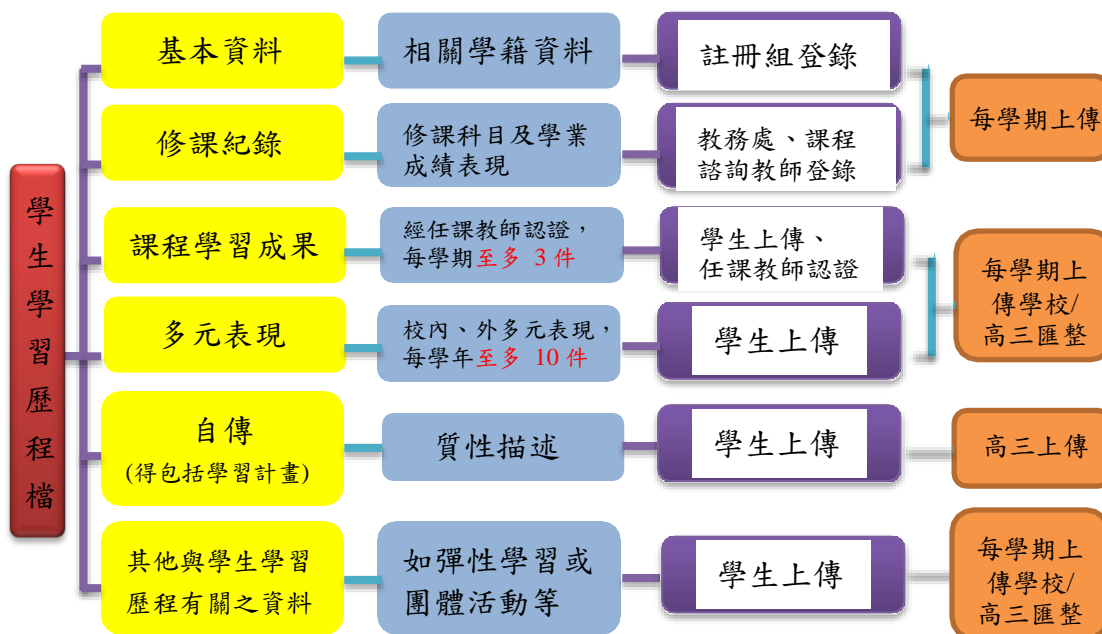 學生學習歷程檔
基本資料
相關學籍資料
註冊組登錄
每學期上傳
修課紀錄
修課科目及學業
成績表現
教務處、課程
諮詢教師登錄
課程學習成果
經任課教師認證，
每學期至多 3 件
學生上傳、
任課教師認證
每學期上
傳學校/
高三匯整
多元表現
校內、外多元表現，
每學年至多 10 件
學生上傳
自傳
(得包括學習計畫)
質性描述
學生上傳
高三上傳
其他與學生學習
歷程有關之資料
如彈性學習或
團體活動等
學生上傳
每學期上
傳學校/
高三匯整